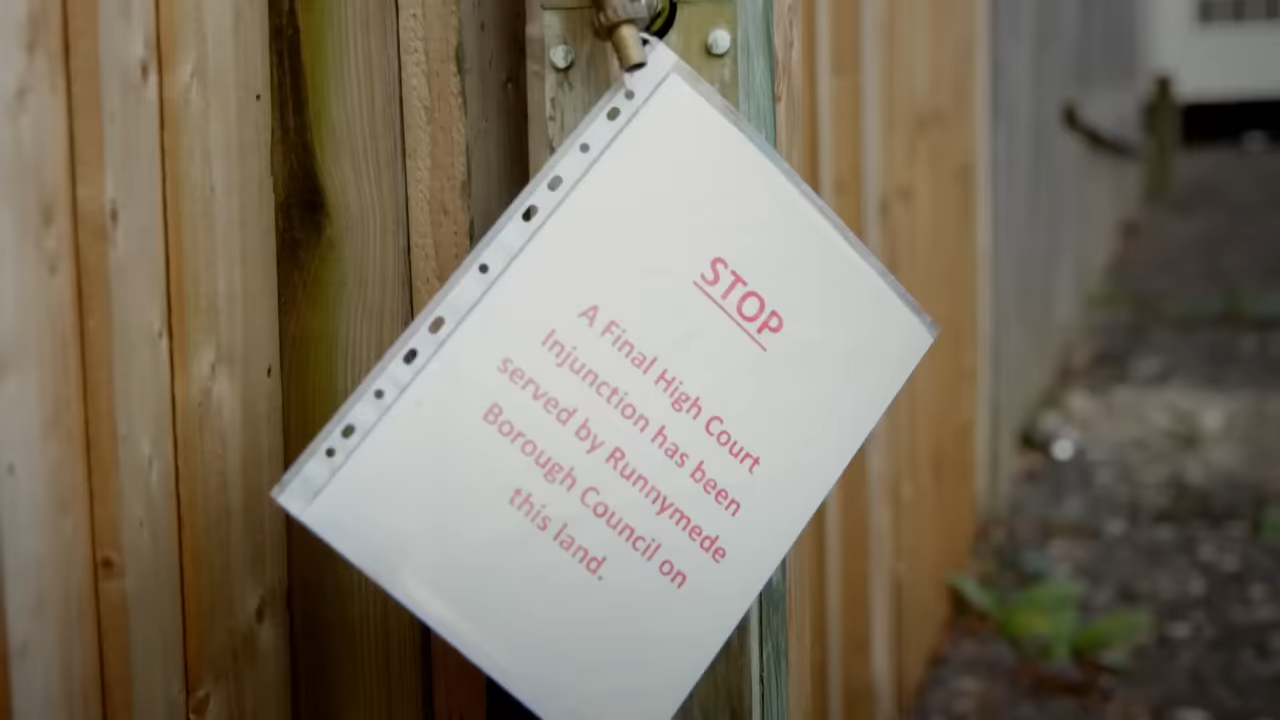 STOP
A Final High Court
Injunction has been
served by Runnymede
Borough Council on
this land.